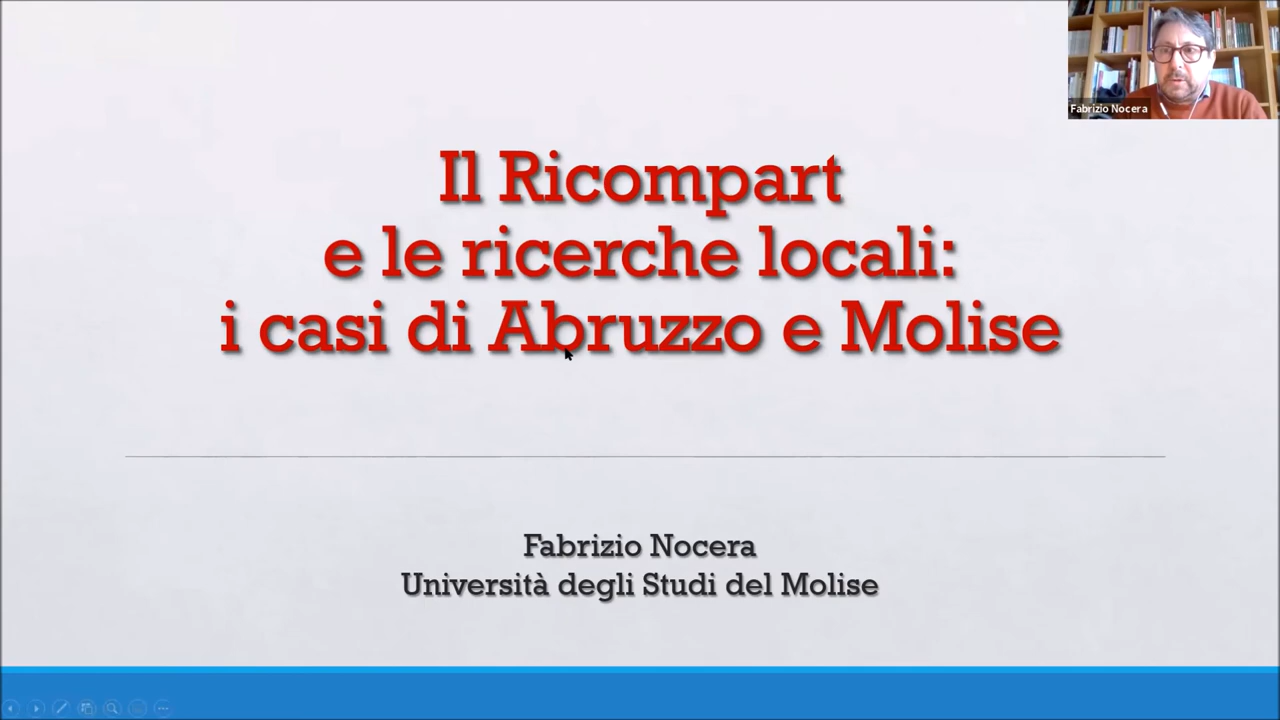 Fabrizio Nocera
Il Ricompart
e le ricerche locali:
i casi di Abruzzo e Molise
Fabrizio Nocera
Università degli Studi del Molise